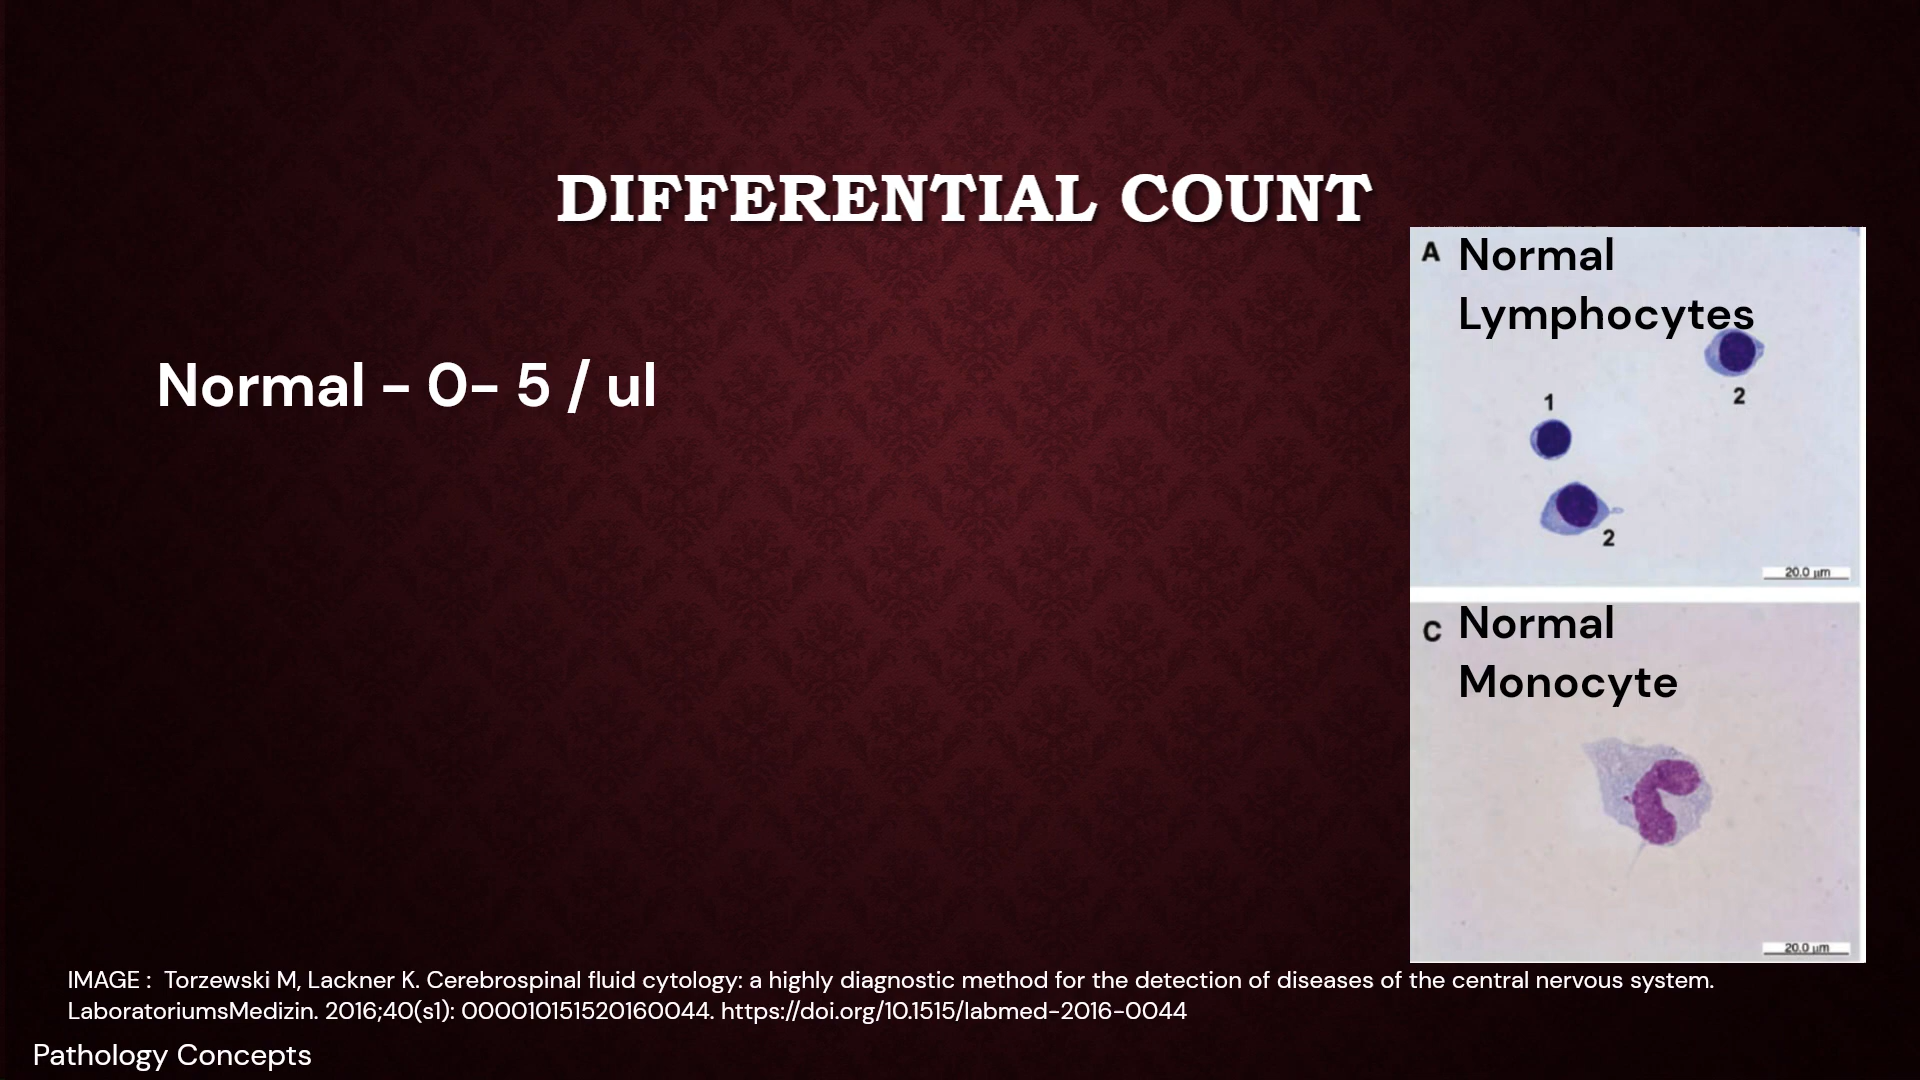 DIFFERENTIAL COUNT
Normal - 0- 5 / ul
A Normal
Lymphocytes
2
1
2
20.0 µm
C Normal
Monocyte
20.0 µm
IMAGE : Torzewski M, Lackner K. Cerebrospinal fluid cytology: a highly diagnostic method for the detection of diseases of the central nervous system.
LaboratoriumsMedizin. 2016;40(s1): 000010151520160044. https://doi.org/10.1515/labmed-2016-0044
Pathology Concepts